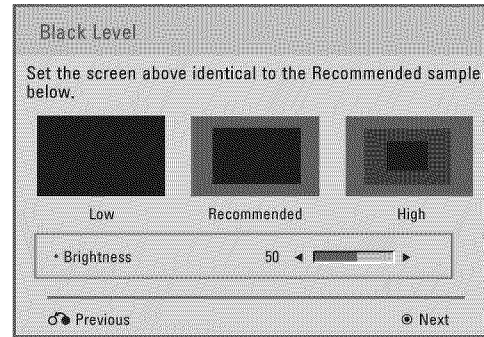 Black Level
Set the screen above identical to the Recommended sample
below.
Low Recommended High
• Brightness 50 ◄ ►
Previous ◉ Next